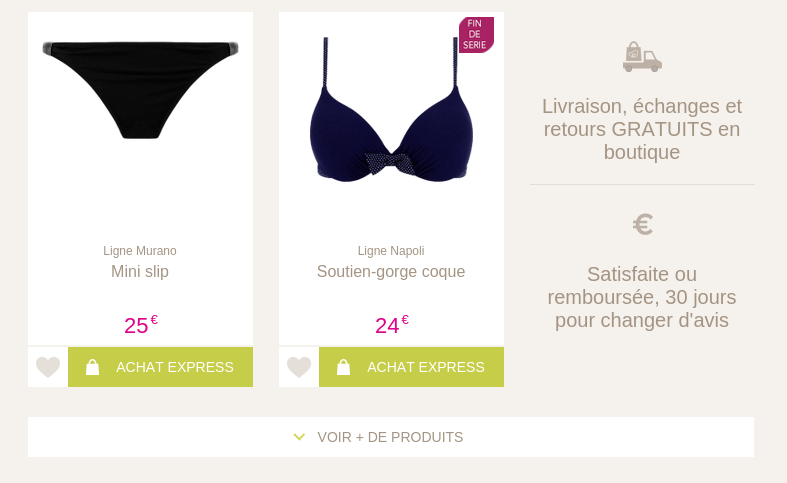 FIN
DE
SERIE
Ligne Murano
Mini slip
25€
ACHAT EXPRESS
Ligne Napoli
Soutien-gorge coque
24€
ACHAT EXPRESS
Livraison, échanges et
retours GRATUITS en
boutique
€
Satisfaite ou
remboursée, 30 jours
pour changer d'avis
VOIR + DE PRODUITS